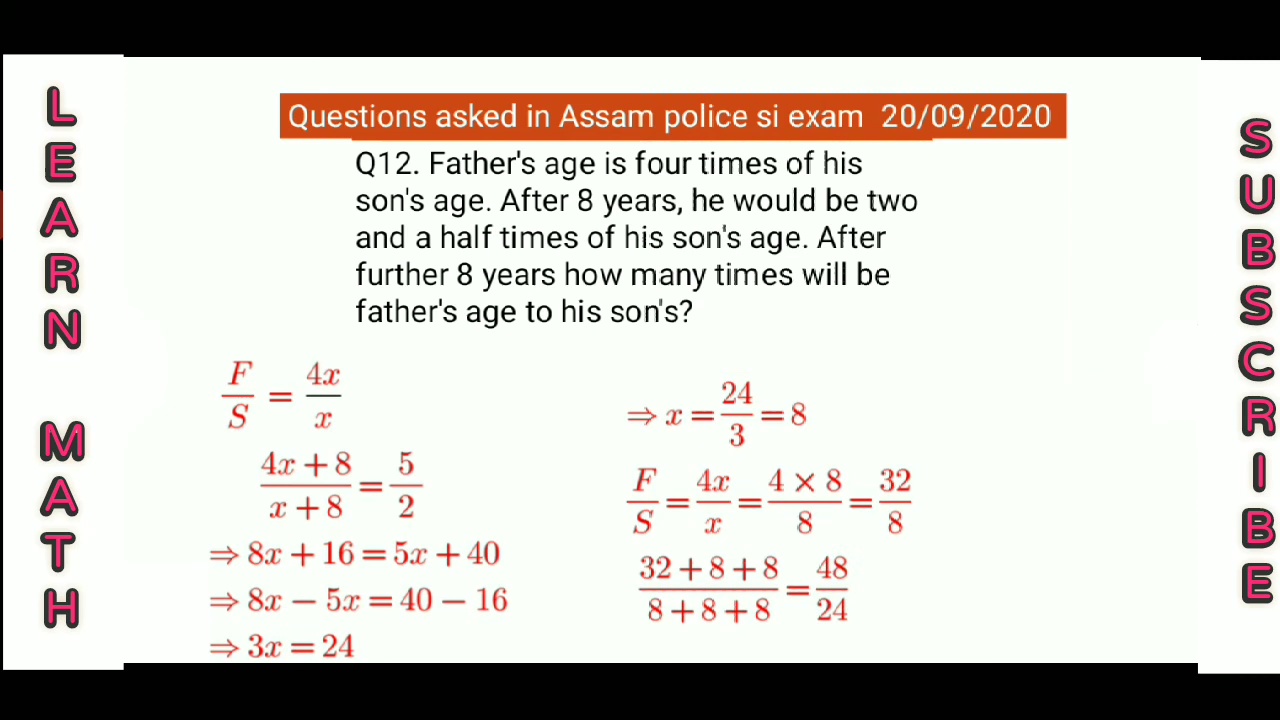 LEARN MATH
Questions asked in Assam police si exam 20/09/2020
Q12. Father's age is four times of his
son's age. After 8 years, he would be two
and a half times of his son's age. After
further 8 years how many times will be
father's age to his son's?
F/S = 4x/x
(4x + 8)/(x + 8) = 5/2
⇒ 8x + 16 = 5x + 40
⇒ 8x − 5x = 40 − 16
⇒ 3x = 24
⇒ x = 24/3 = 8
F/S = 4x/x = (4 × 8)/8 = 32/8
(32 + 8 + 8)/(8 + 8 + 8) = 48/24
SUBSCRIBE